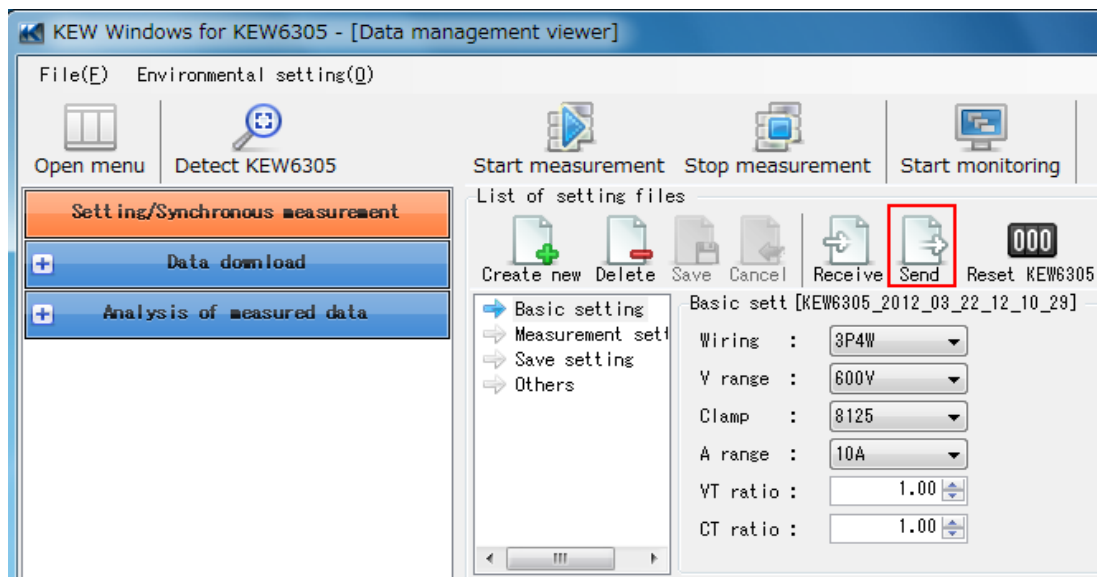 KEW Windows for KEW6305 - [Data management viewer]
File(F) Environmental setting(O)
Open menu Detect KEW6305 Start measurement Stop measurement Start monitoring
Setting/Synchronous measurement
Data download
Analysis of measured data
List of setting files
000
Create new Delete Save Cancel Receive Send Reset KEW6305
Basic setting
Measurement sett
Save setting
Others
Basic sett [KEW6305_2012_03_22_12_10_29]
Wiring : 3P4W
V range : 600V
Clamp : 8125
A range : 10A
VT ratio : 1.00
CT ratio : 1.00